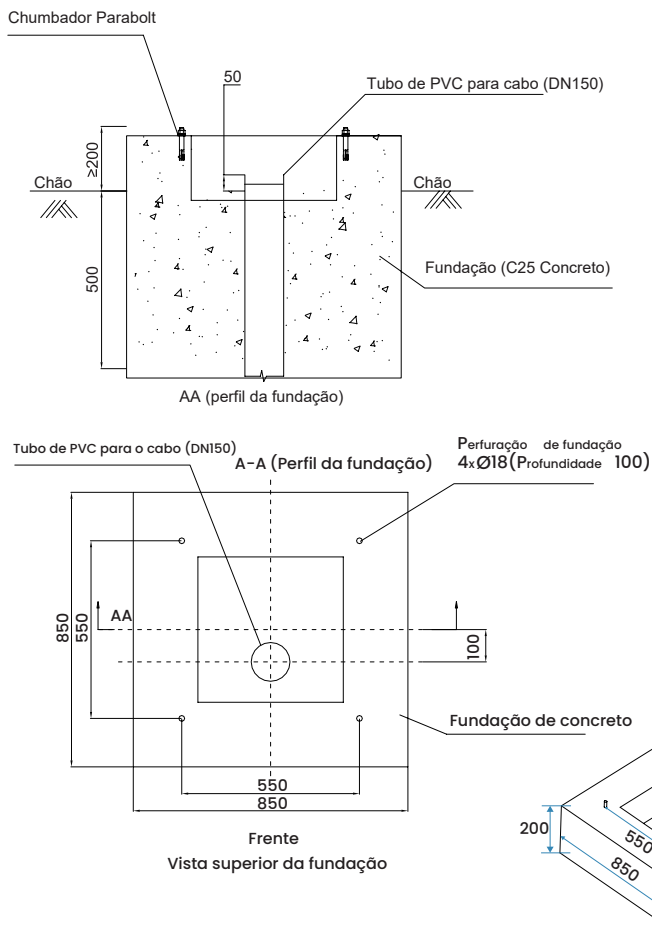 Chumbador Parabolt
50
Tubo de PVC para cabo (DN150)
≥200
Chão
Chão
500
Fundação (C25 Concreto)
AA (perfil da fundação)
Tubo de PVC para o cabo (DN150)
A-A (Perfil da fundação)
Perfuração de fundação
4xØ18(Profundidade 100)
AA
850
550
100
Fundação de concreto
550
850
Frente
Vista superior da fundação
200
550
850